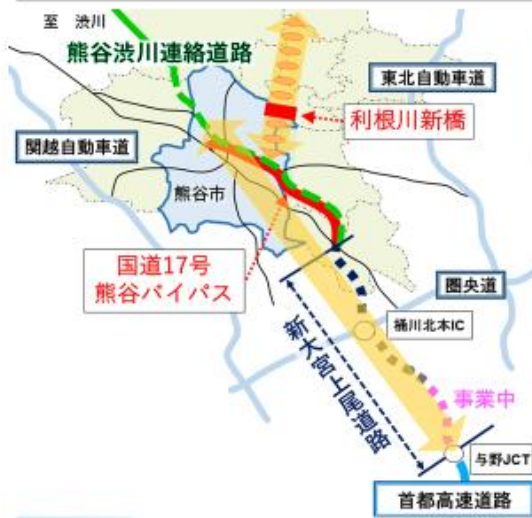 至 渋川
熊谷渋川連絡道路
東北自動車道
利根川新橋
関越自動車道
熊谷市
国道17号
熊谷バイパス
圏央道
桶川北本IC
新大宮上尾道路
事業中
与野JCT
首都高速道路